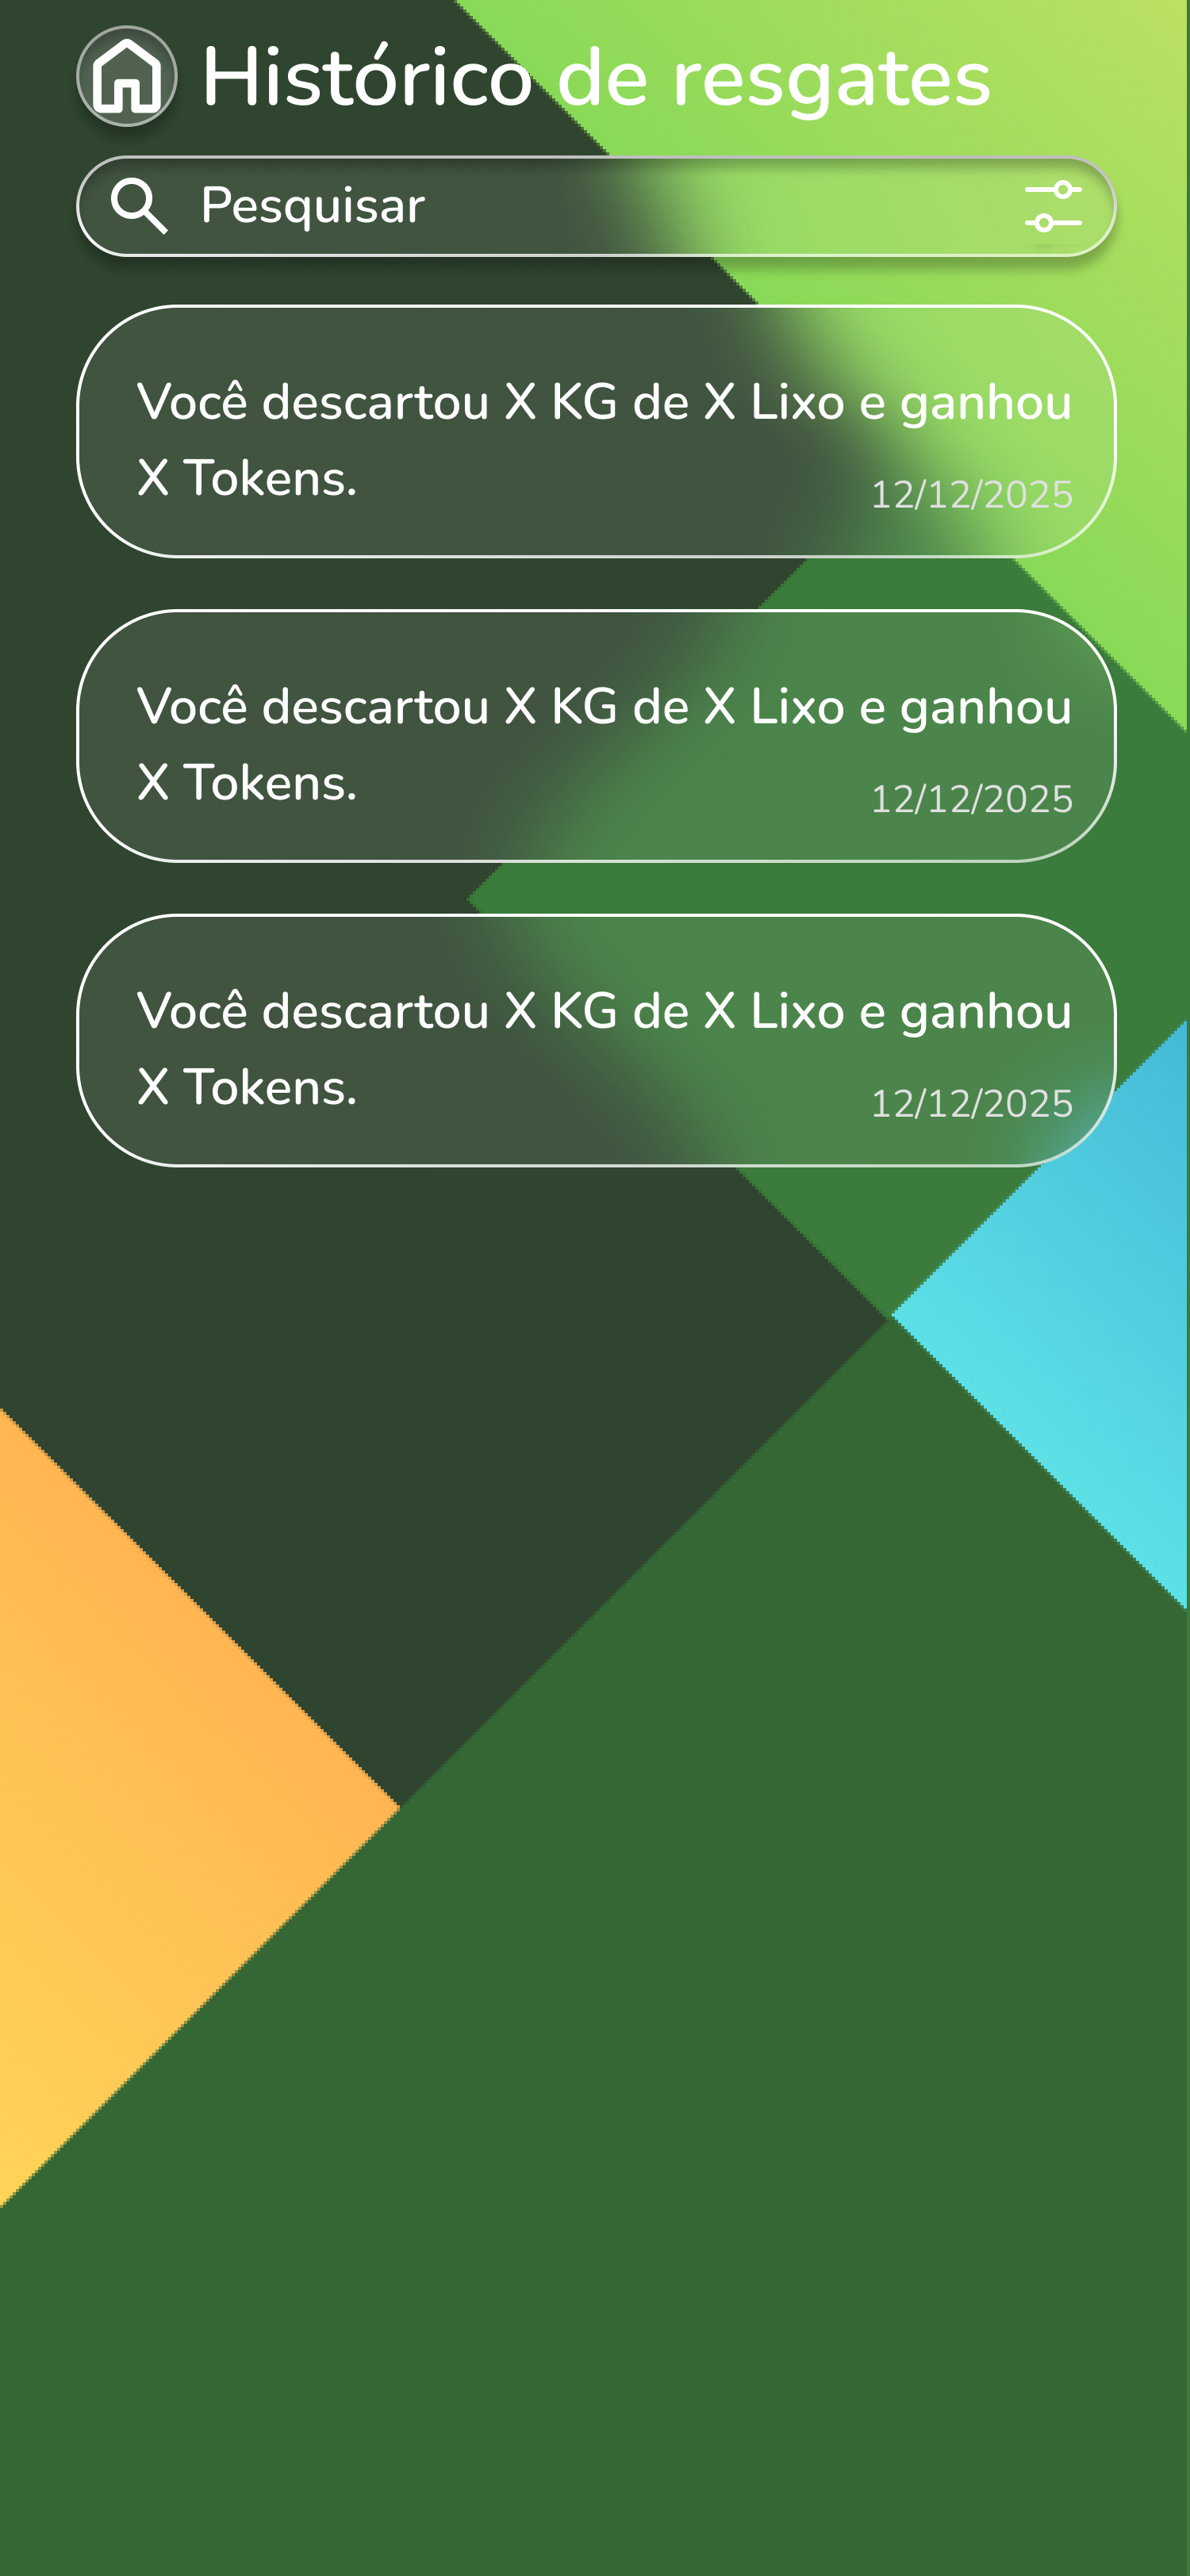 Histórico de resgates
Pesquisar
Você descartou X KG de X Lixo e ganhou
X Tokens.
12/12/2025
Você descartou X KG de X Lixo e ganhou
X Tokens.
12/12/2025
Você descartou X KG de X Lixo e ganhou
X Tokens.
12/12/2025